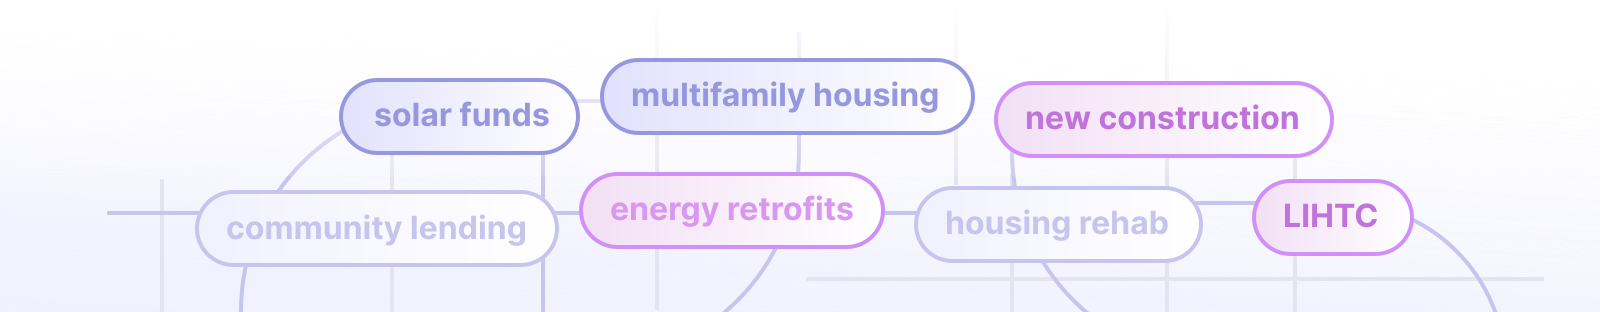 solar funds
multifamily housing
new construction
community lending
energy retrofits
housing rehab
LIHTC